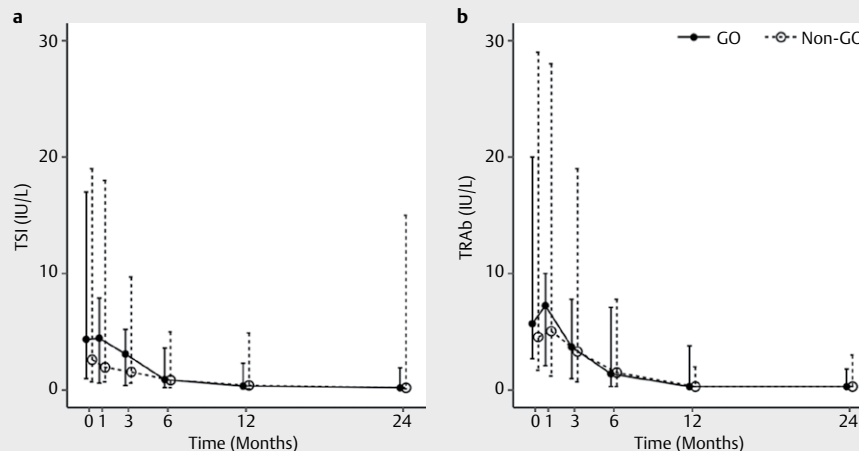 a
30
20
10
0
TSI (IU/L)
0 1 3 6 12 24
Time (Months)
b
GO Non-GO
30
20
10
0
TRAb (IU/L)
0 1 3 6 12 24
Time (Months)